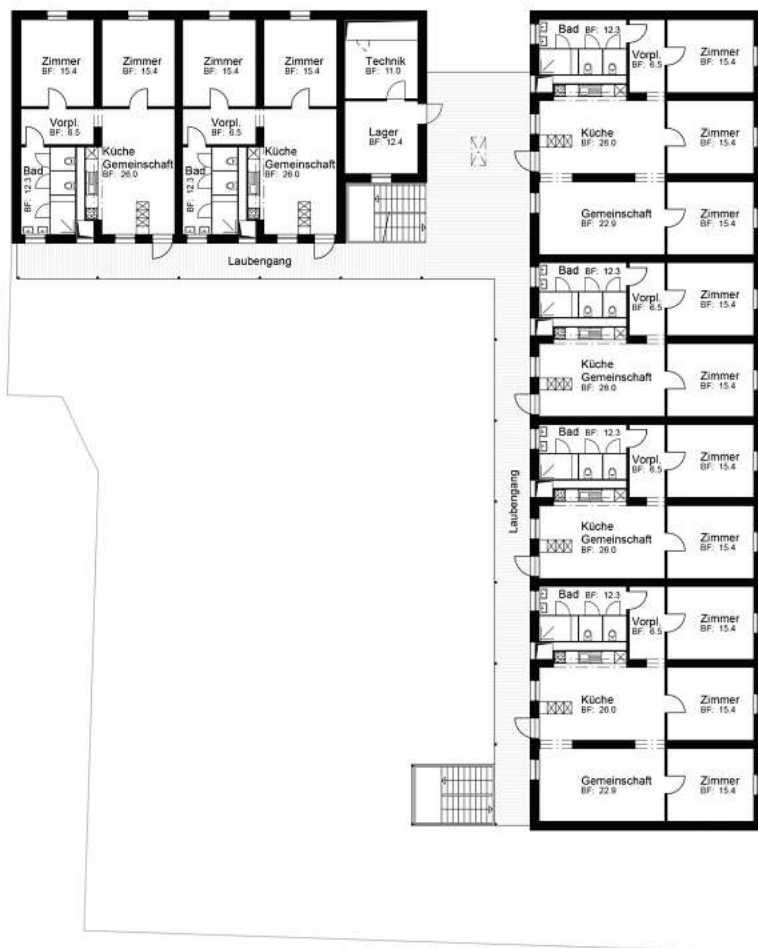 Zimmer
BF: 15.4
Zimmer
BF: 15.4
Zimmer
BF: 15.4
Zimmer
BF: 15.4
Technik
BF: 11.0
Vorpl.
BF: 6.5
Vorpl.
BF: 6.5
Lager
BF: 12.4
Bad
BF: 12.3
Küche
Gemeinschaft
BF: 26.0
Bad
BF: 12.3
Küche
Gemeinschaft
BF: 26.0
Laubengang
Laubengang
Bad BF: 12.3
Vorpl.
BF: 6.5
Zimmer
BF: 15.4
Küche
BF: 26.0
Zimmer
BF: 15.4
Gemeinschaft
BF: 22.9
Zimmer
BF: 15.4
Bad BF: 12.3
Vorpl.
BF: 6.5
Zimmer
BF: 15.4
Küche
Gemeinschaft
BF: 26.0
Zimmer
BF: 15.4
Bad BF: 12.3
Vorpl.
BF: 6.5
Zimmer
BF: 15.4
Küche
Gemeinschaft
BF: 26.0
Zimmer
BF: 15.4
Bad BF: 12.3
Vorpl.
BF: 6.5
Zimmer
BF: 15.4
Küche
BF: 26.0
Zimmer
BF: 15.4
Gemeinschaft
BF: 22.9
Zimmer
BF: 15.4